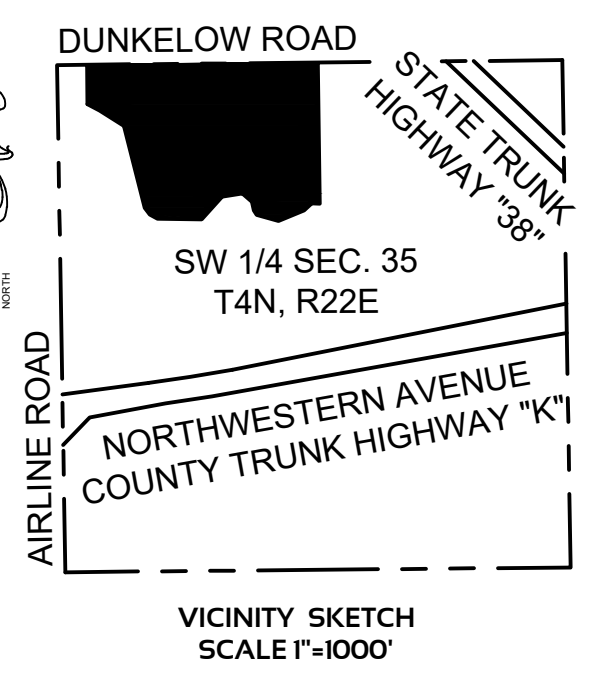 DUNKELOW ROAD
STATE TRUNK
HIGHWAY "38"
NORTH
SW 1/4 SEC. 35
T4N, R22E
AIRLINE ROAD
NORTHWESTERN AVENUE
COUNTY TRUNK HIGHWAY "K"
VICINITY SKETCH
SCALE 1"=1000'